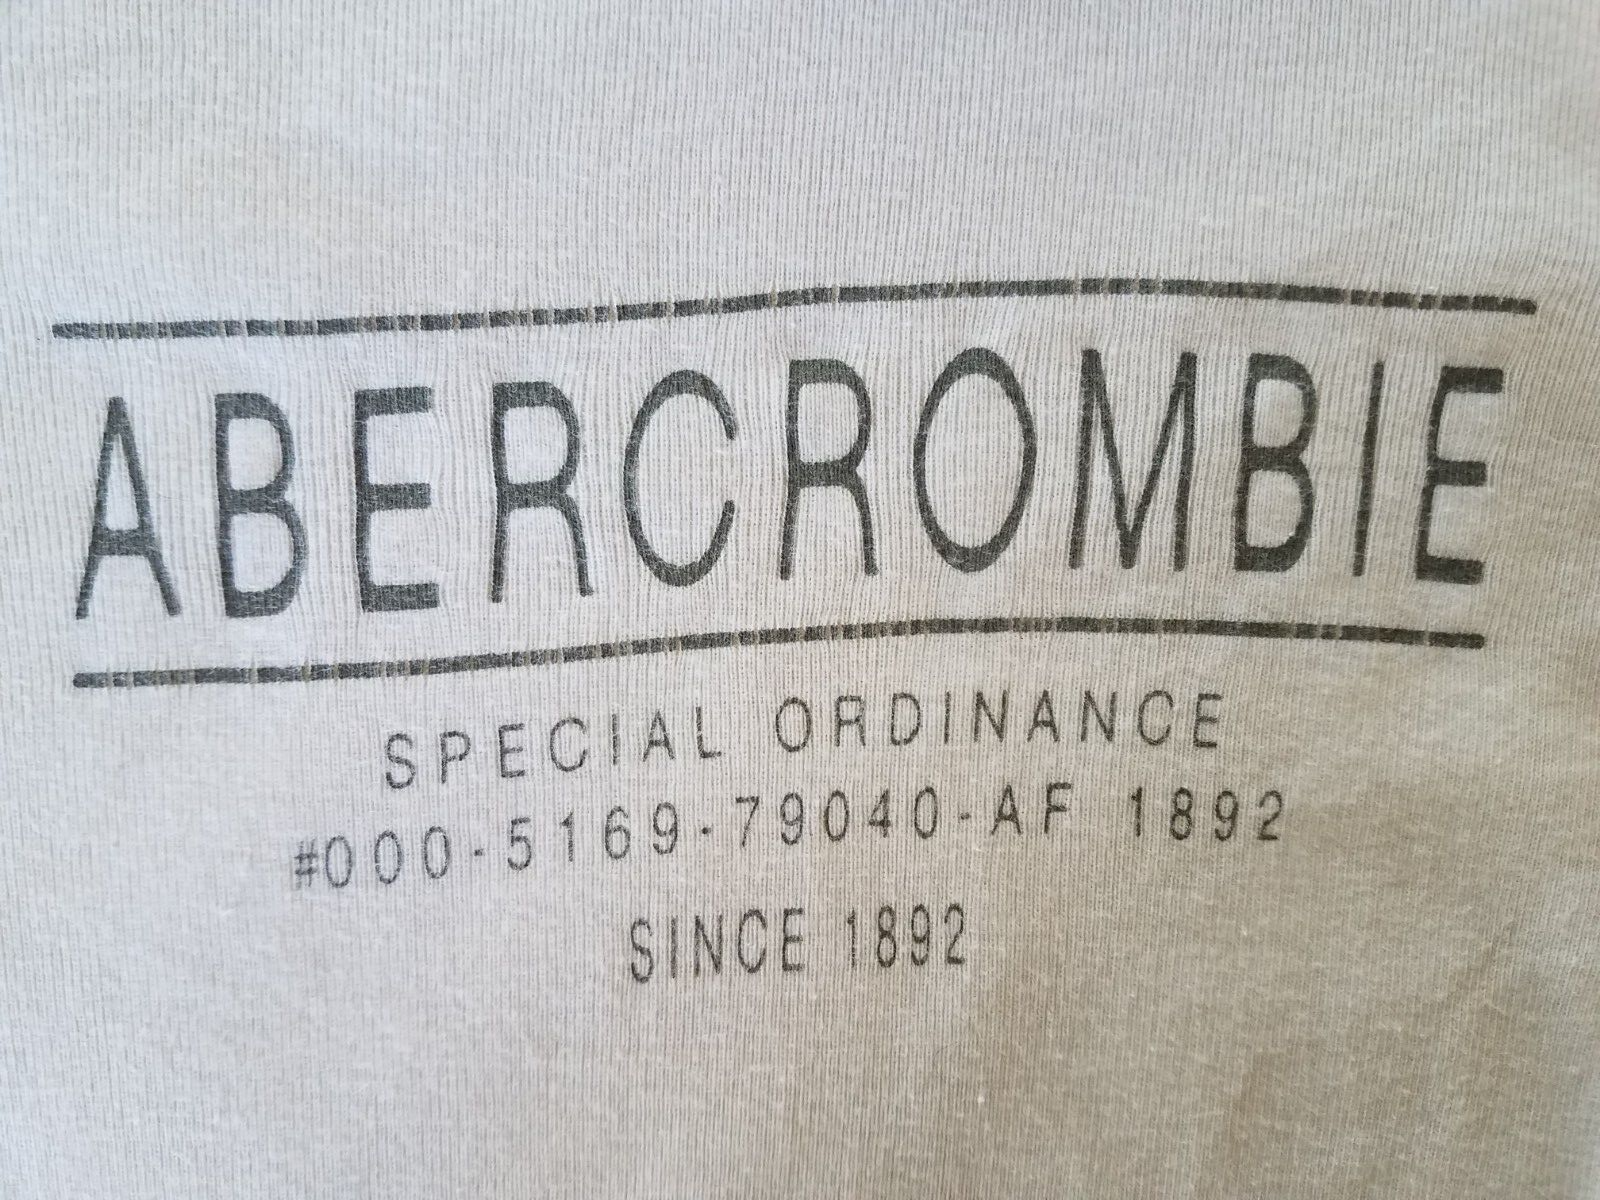 ABERCROMBIE
SPECIAL ORDINANCE
#000-5169-79040-AF 1892
SINCE 1892